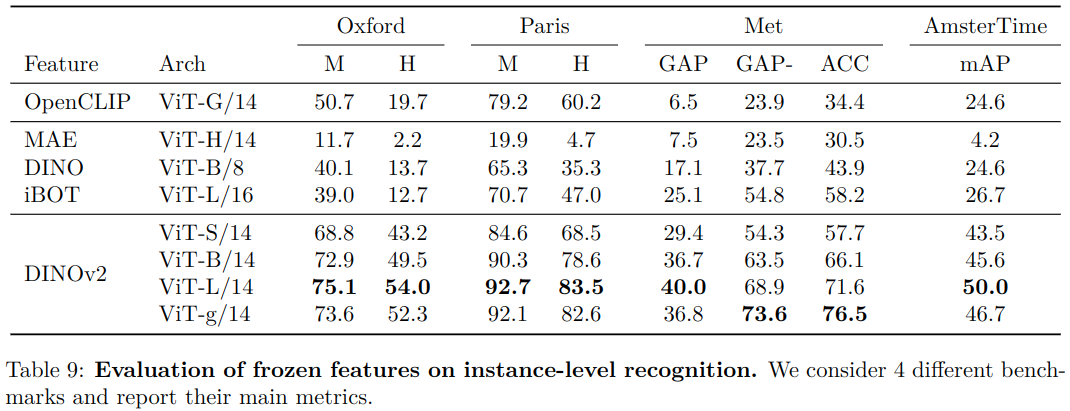 Oxford Paris Met AmsterTime
Feature Arch M H M H GAP GAP- ACC mAP
OpenCLIP ViT-G/14 50.7 19.7 79.2 60.2 6.5 23.9 34.4 24.6
MAE ViT-H/14 11.7 2.2 19.9 4.7 7.5 23.5 30.5 4.2
DINO ViT-B/8 40.1 13.7 65.3 35.3 17.1 37.7 43.9 24.6
iBOT ViT-L/16 39.0 12.7 70.7 47.0 25.1 54.8 58.2 26.7
ViT-S/14 68.8 43.2 84.6 68.5 29.4 54.3 57.7 43.5
DINOv2 ViT-B/14 72.9 49.5 90.3 78.6 36.7 63.5 66.1 45.6
ViT-L/14 75.1 54.0 92.7 83.5 40.0 68.9 71.6 50.0
ViT-g/14 73.6 52.3 92.1 82.6 36.8 73.6 76.5 46.7
Table 9: Evaluation of frozen features on instance-level recognition. We consider 4 different bench-
marks and report their main metrics.